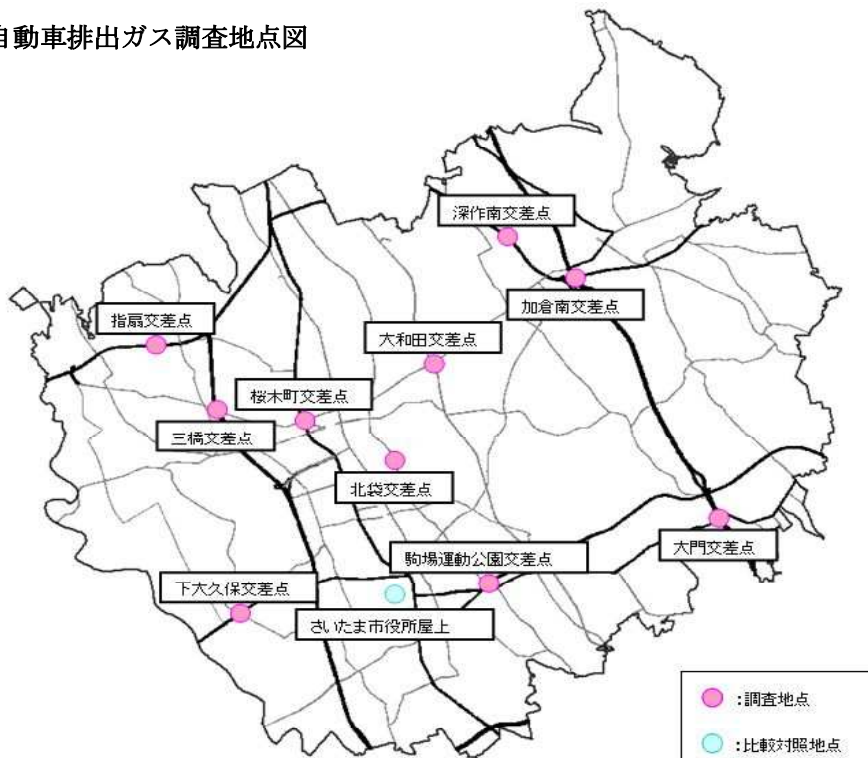 自動車排出ガス調査地点図
深作南交差点
加倉南交差点
指扇交差点
大和田交差点
桜木町交差点
三橋交差点
北袋交差点
大門交差点
駒場運動公園交差点
下大久保交差点
さいたま市役所屋上
:調査地点
:比較対照地点